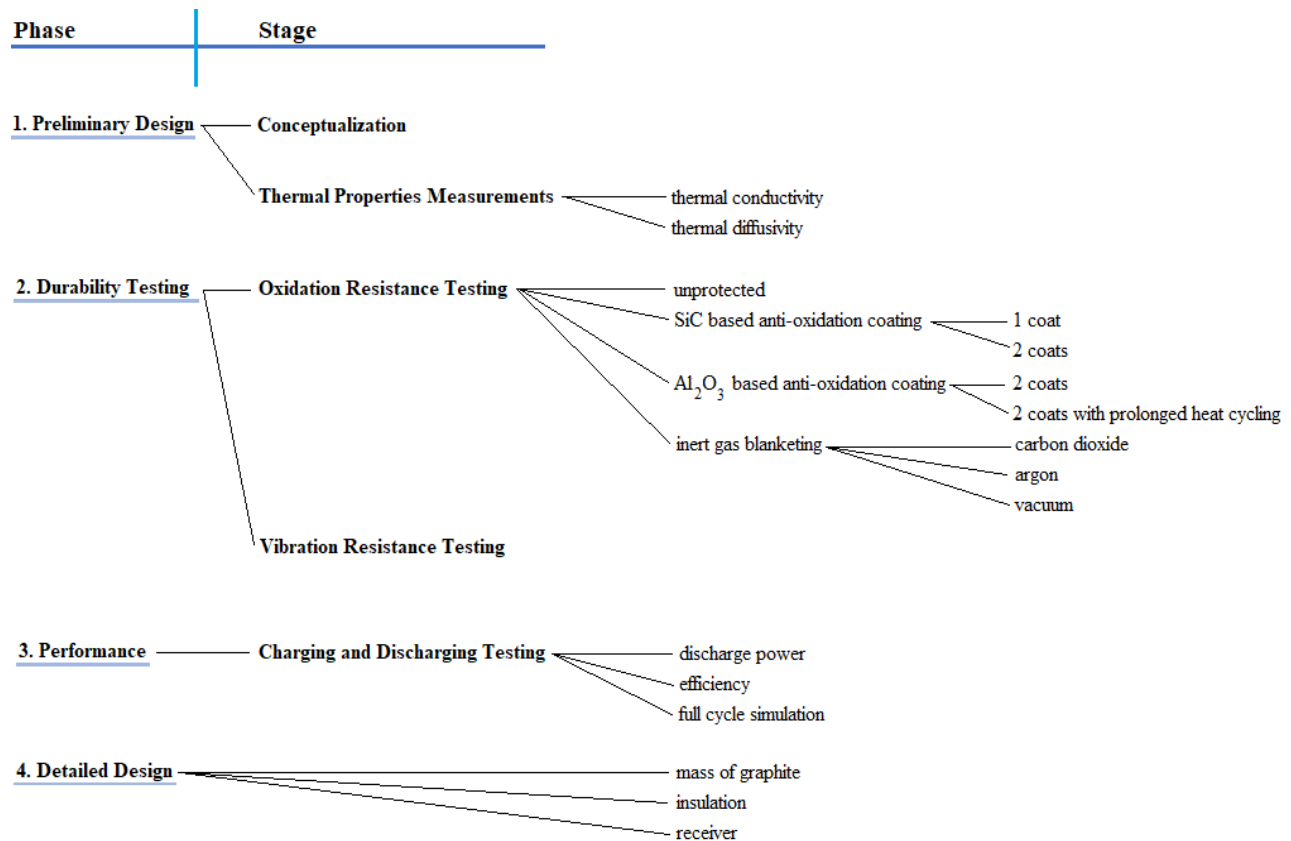 Phase Stage
1. Preliminary Design Conceptualization
Thermal Properties Measurements thermal conductivity
thermal diffusivity
2. Durability Testing Oxidation Resistance Testing unprotected
SiC based anti-oxidation coating 1 coat
2 coats
Al₂O₃ based anti-oxidation coating 2 coats
2 coats with prolonged heat cycling
inert gas blanketing carbon dioxide
argon
vacuum
Vibration Resistance Testing
3. Performance Charging and Discharging Testing discharge power
efficiency
full cycle simulation
4. Detailed Design mass of graphite
insulation
receiver